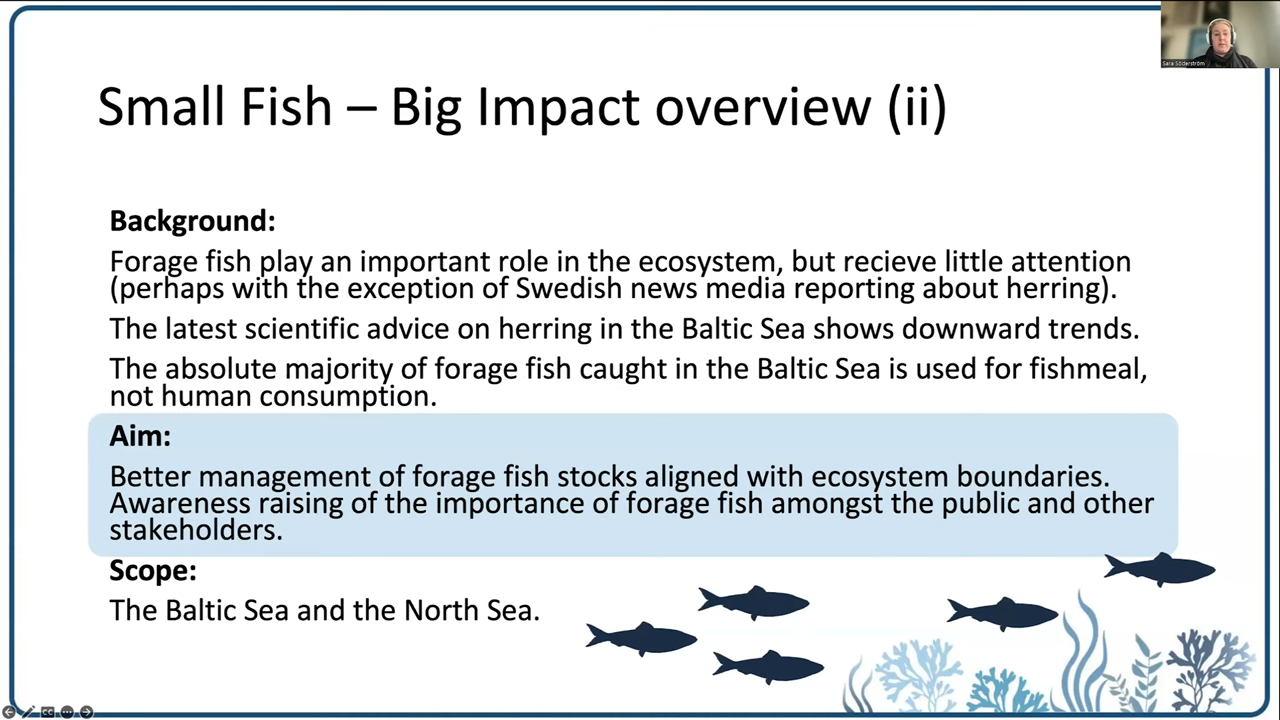 Sara Söderström
Small Fish – Big Impact overview (ii)
Background:
Forage fish play an important role in the ecosystem, but recieve little attention
(perhaps with the exception of Swedish news media reporting about herring).
The latest scientific advice on herring in the Baltic Sea shows downward trends.
The absolute majority of forage fish caught in the Baltic Sea is used for fishmeal,
not human consumption.
Aim:
Better management of forage fish stocks aligned with ecosystem boundaries.
Awareness raising of the importance of forage fish amongst the public and other
stakeholders.
Scope:
The Baltic Sea and the North Sea.
CC